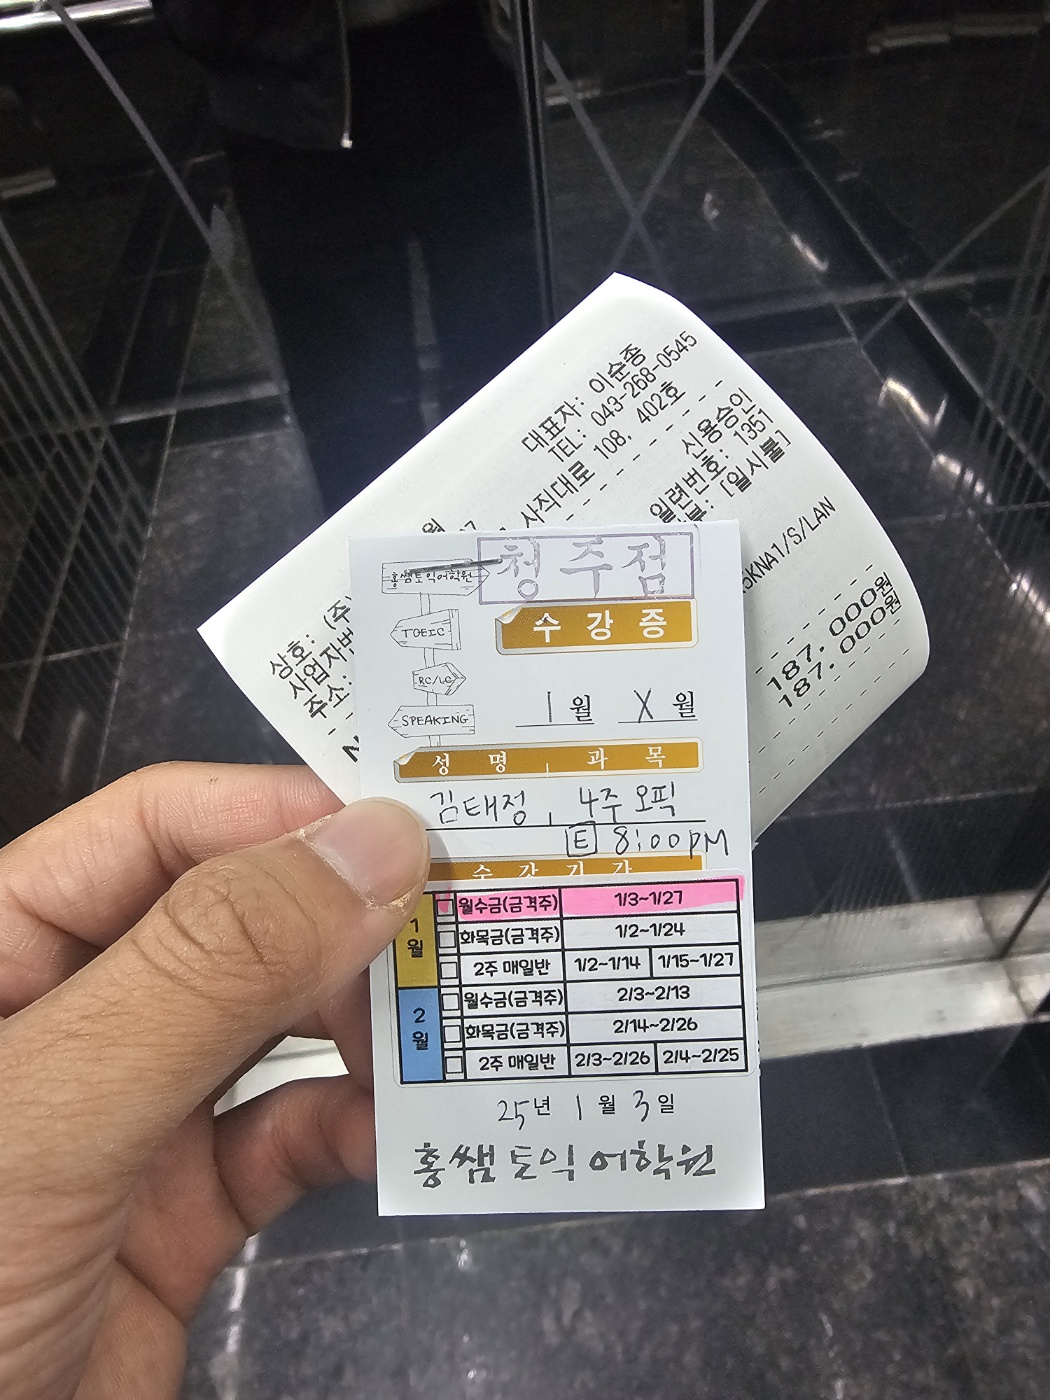 대표자: 이순종
TEL: 043-268-0545
사직대로 108, 402호
신용승인
일련번호: 1357
[일시불]
상호: (주)
사업자번
주소:
KNA1/S/LAN
187,000원
187,000원
청주점
홍쌤토익어학원
수강증
TOEIC
RC/LC
SPEAKING
1월 X월
성명, 과목
김태정, 4주 오픽
E 8:00PM
수강기간
1월
월수금(금격주) 1/3~1/27
화목금(금격주) 1/2~1/24
2주 매일반 1/2~1/14 1/15~1/27
2월
월수금(금격주) 2/3~2/13
화목금(금격주) 2/14~2/26
2주 매일반 2/3~2/26 2/4~2/25
25년 1월 3일
홍쌤토익어학원